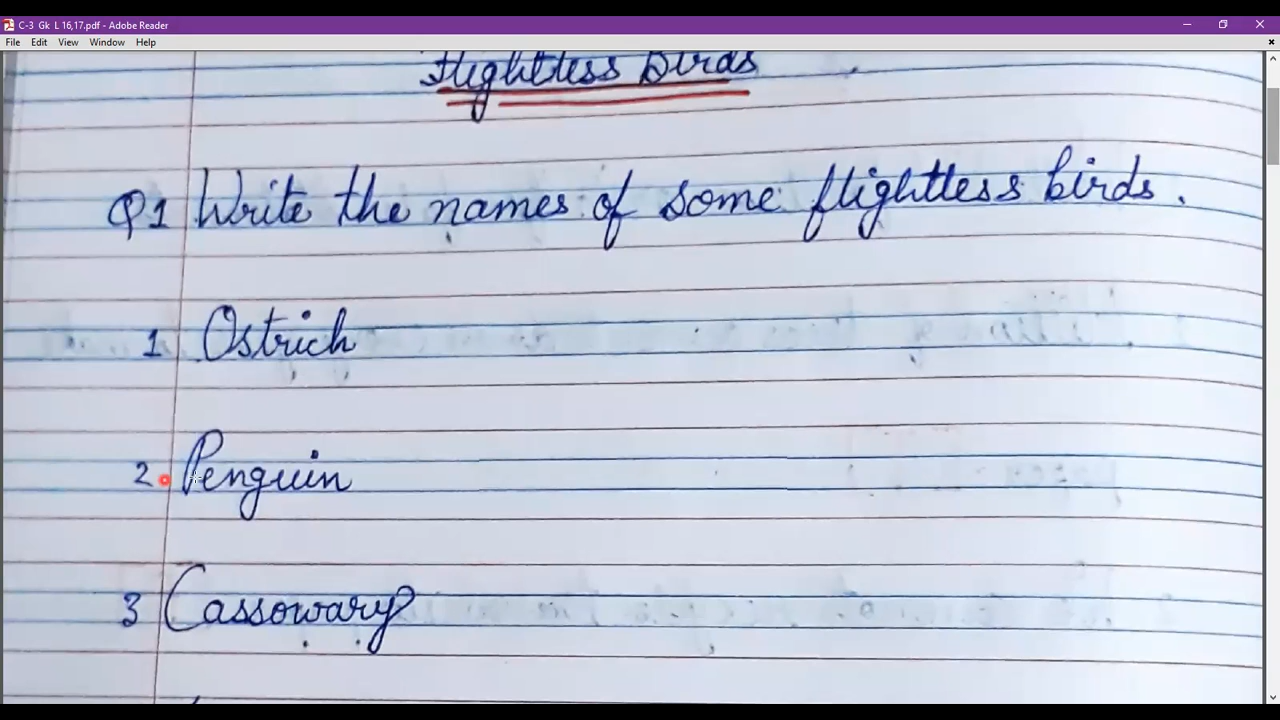 C-3 Gk L 16,17.pdf - Adobe Reader
File Edit View Window Help
Flightless Birds
Q1 Write the names of some flightless birds.
1 Ostrich
2. Penguin
3 Cassowary